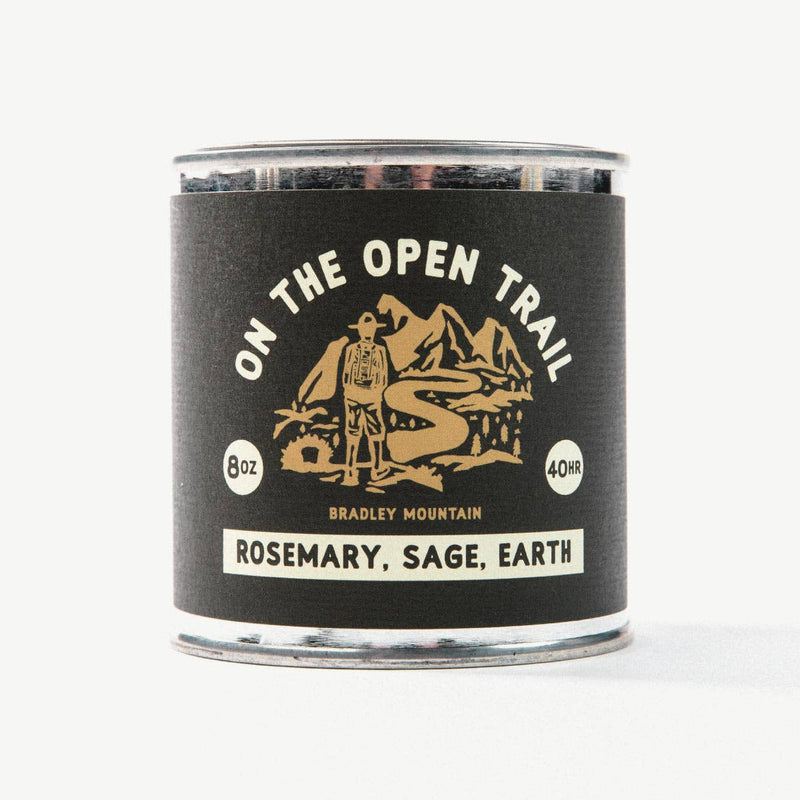 ON THE OPEN TRAIL
8OZ
40HR
BRADLEY MOUNTAIN
ROSEMARY, SAGE, EARTH